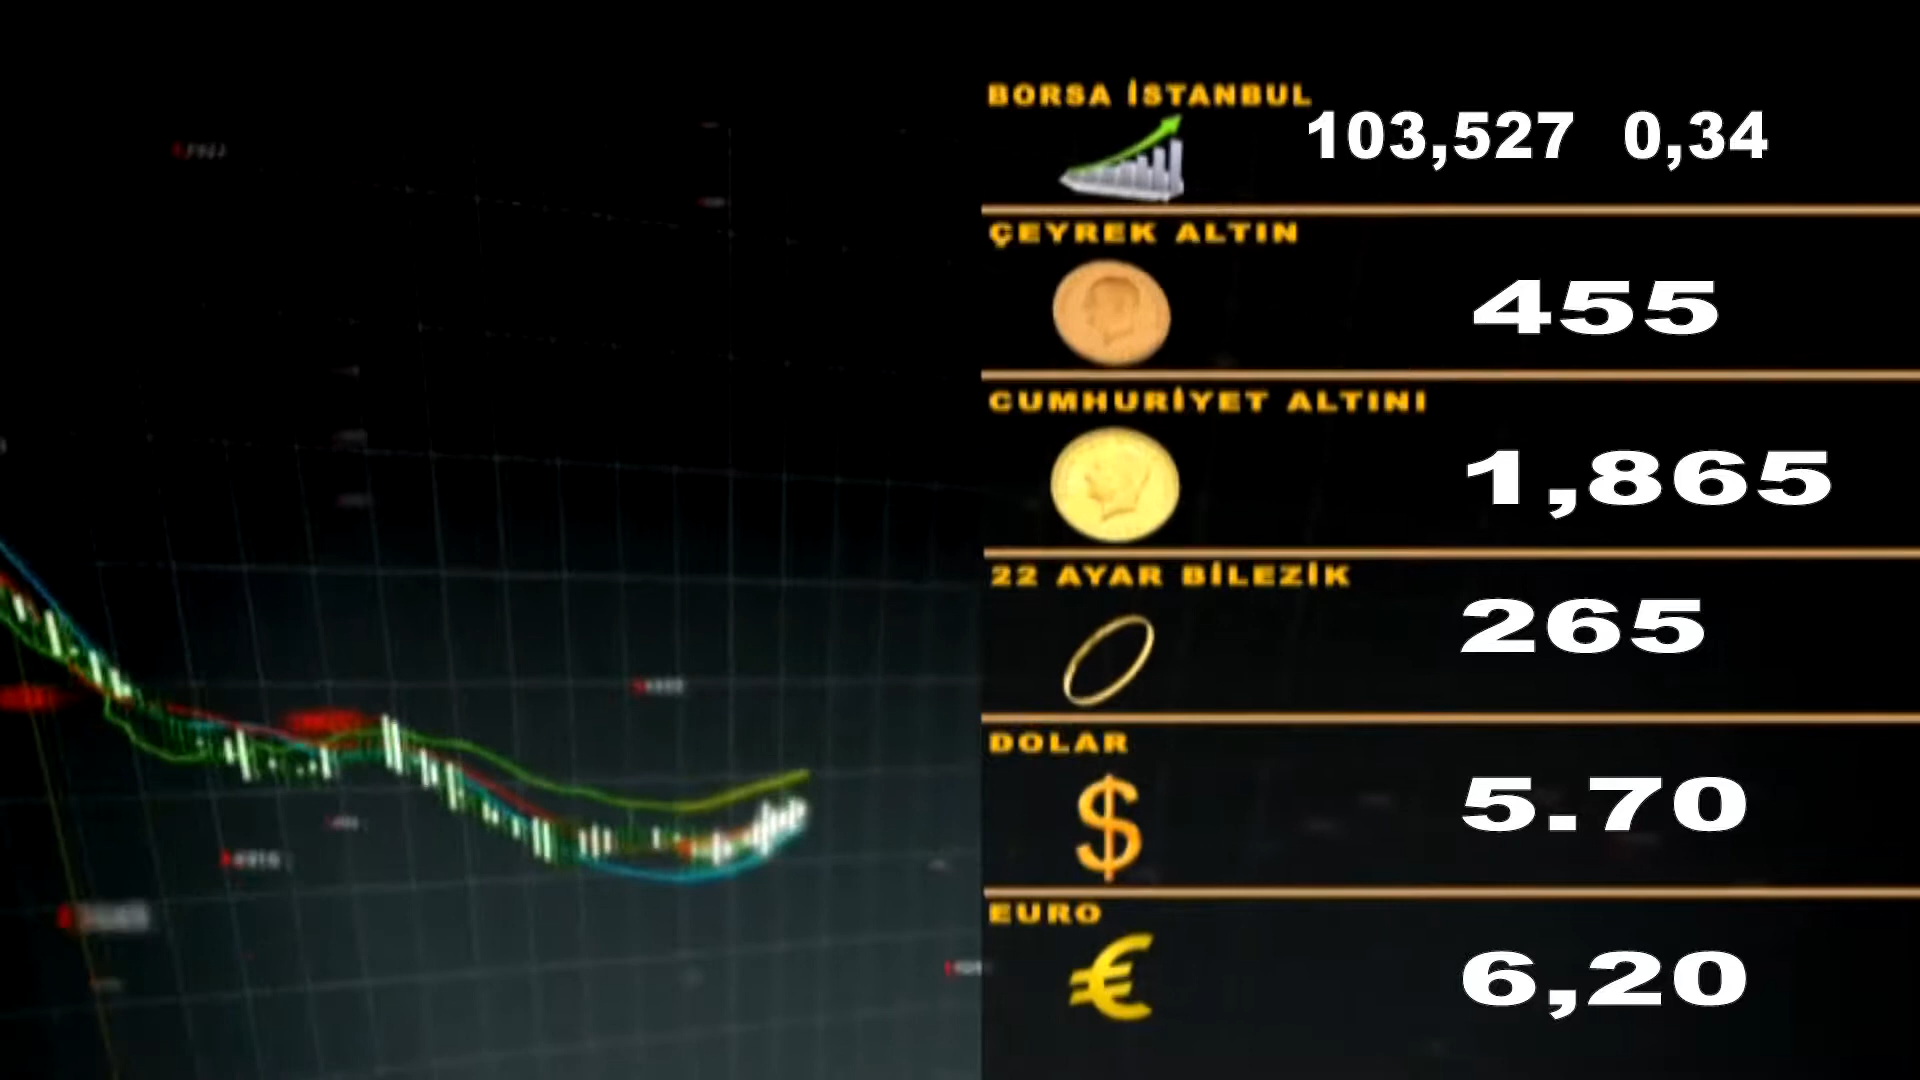 BORSA İSTANBUL
103,527 0,34
ÇEYREK ALTIN
455
CUMHURİYET ALTINI
1,865
22 AYAR BİLEZİK
265
DOLAR
$
5.70
EURO
€
6,20